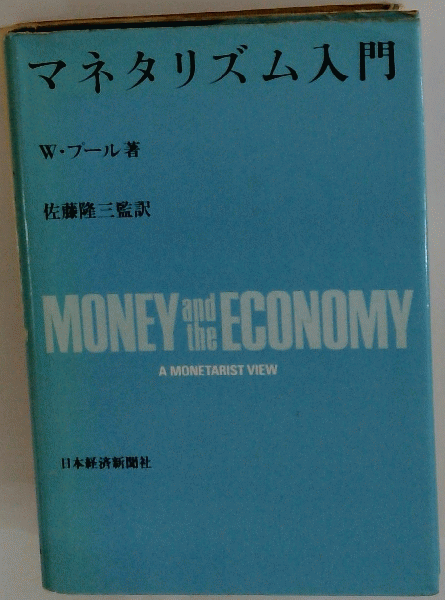 マネタリズム入門
W・プール著
佐藤隆三監訳
MONEY and the ECONOMY
A MONETARIST VIEW
日本経済新聞社